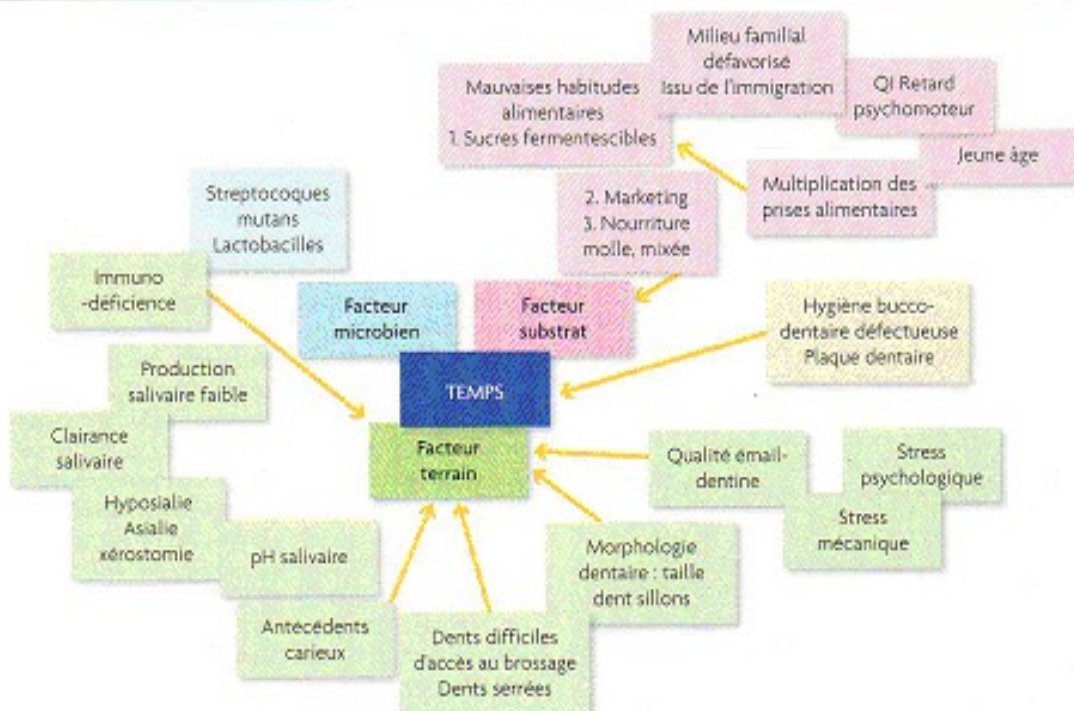 Milieu familial
défavorisé
Issu de l'immigration
Mauvaises habitudes
alimentaires
1. Sucres fermentescibles
QI Retard
psychomoteur
Jeune âge
Multiplication des
prises alimentaires
2. Marketing
3. Nourriture
molle, mixée
Streptocoques
mutans
Lactobacilles
Immuno
-déficience
Facteur
microbien
Facteur
substrat
Hygiène bucco-
dentaire défectueuse
Plaque dentaire
TEMPS
Production
salivaire faible
Clairance
salivaire
Facteur
terrain
Qualité émail-
dentine
Stress
psychologique
Stress
mécanique
Hyposialie
Asialie
xérostomie
pH salivaire
Morphologie
dentaire : taille
dent sillons
Antécédents
carieux
Dents difficiles
d'accès au brossage
Dents serrées